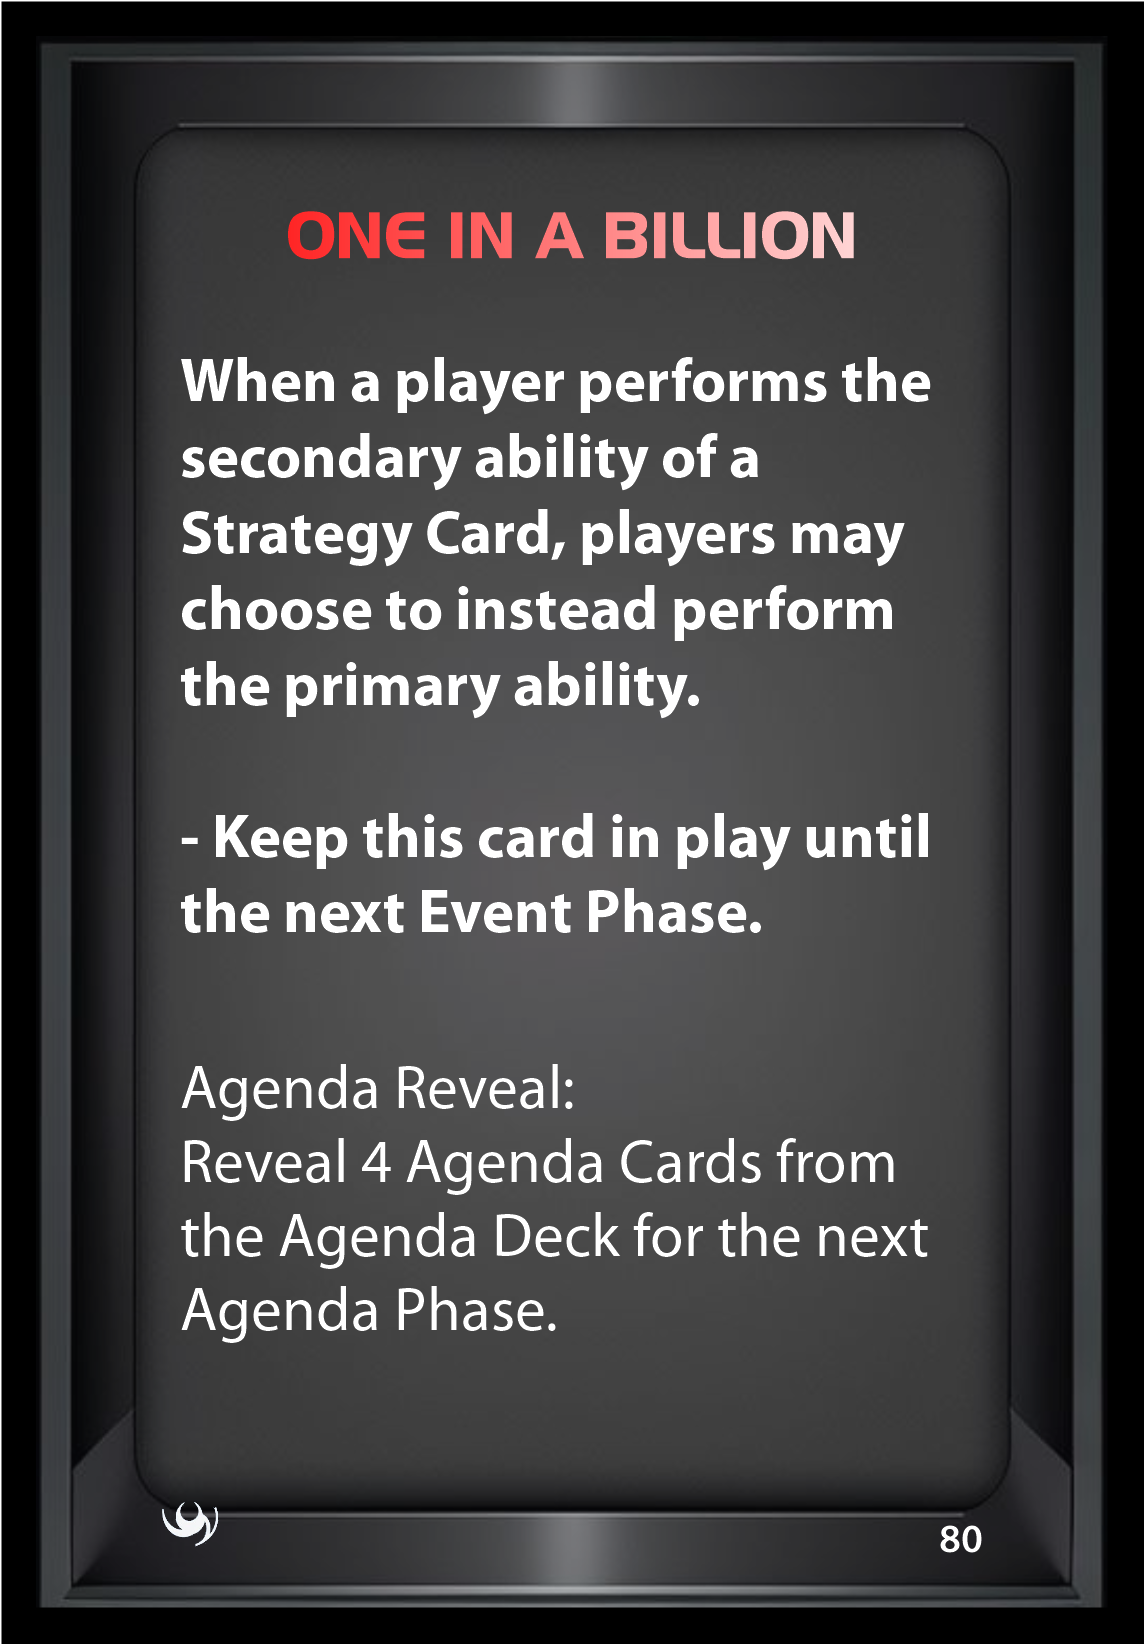 ONE IN A BILLION
When a player performs the
secondary ability of a
Strategy Card, players may
choose to instead perform
the primary ability.
- Keep this card in play until
the next Event Phase.
Agenda Reveal:
Reveal 4 Agenda Cards from
the Agenda Deck for the next
Agenda Phase.
80